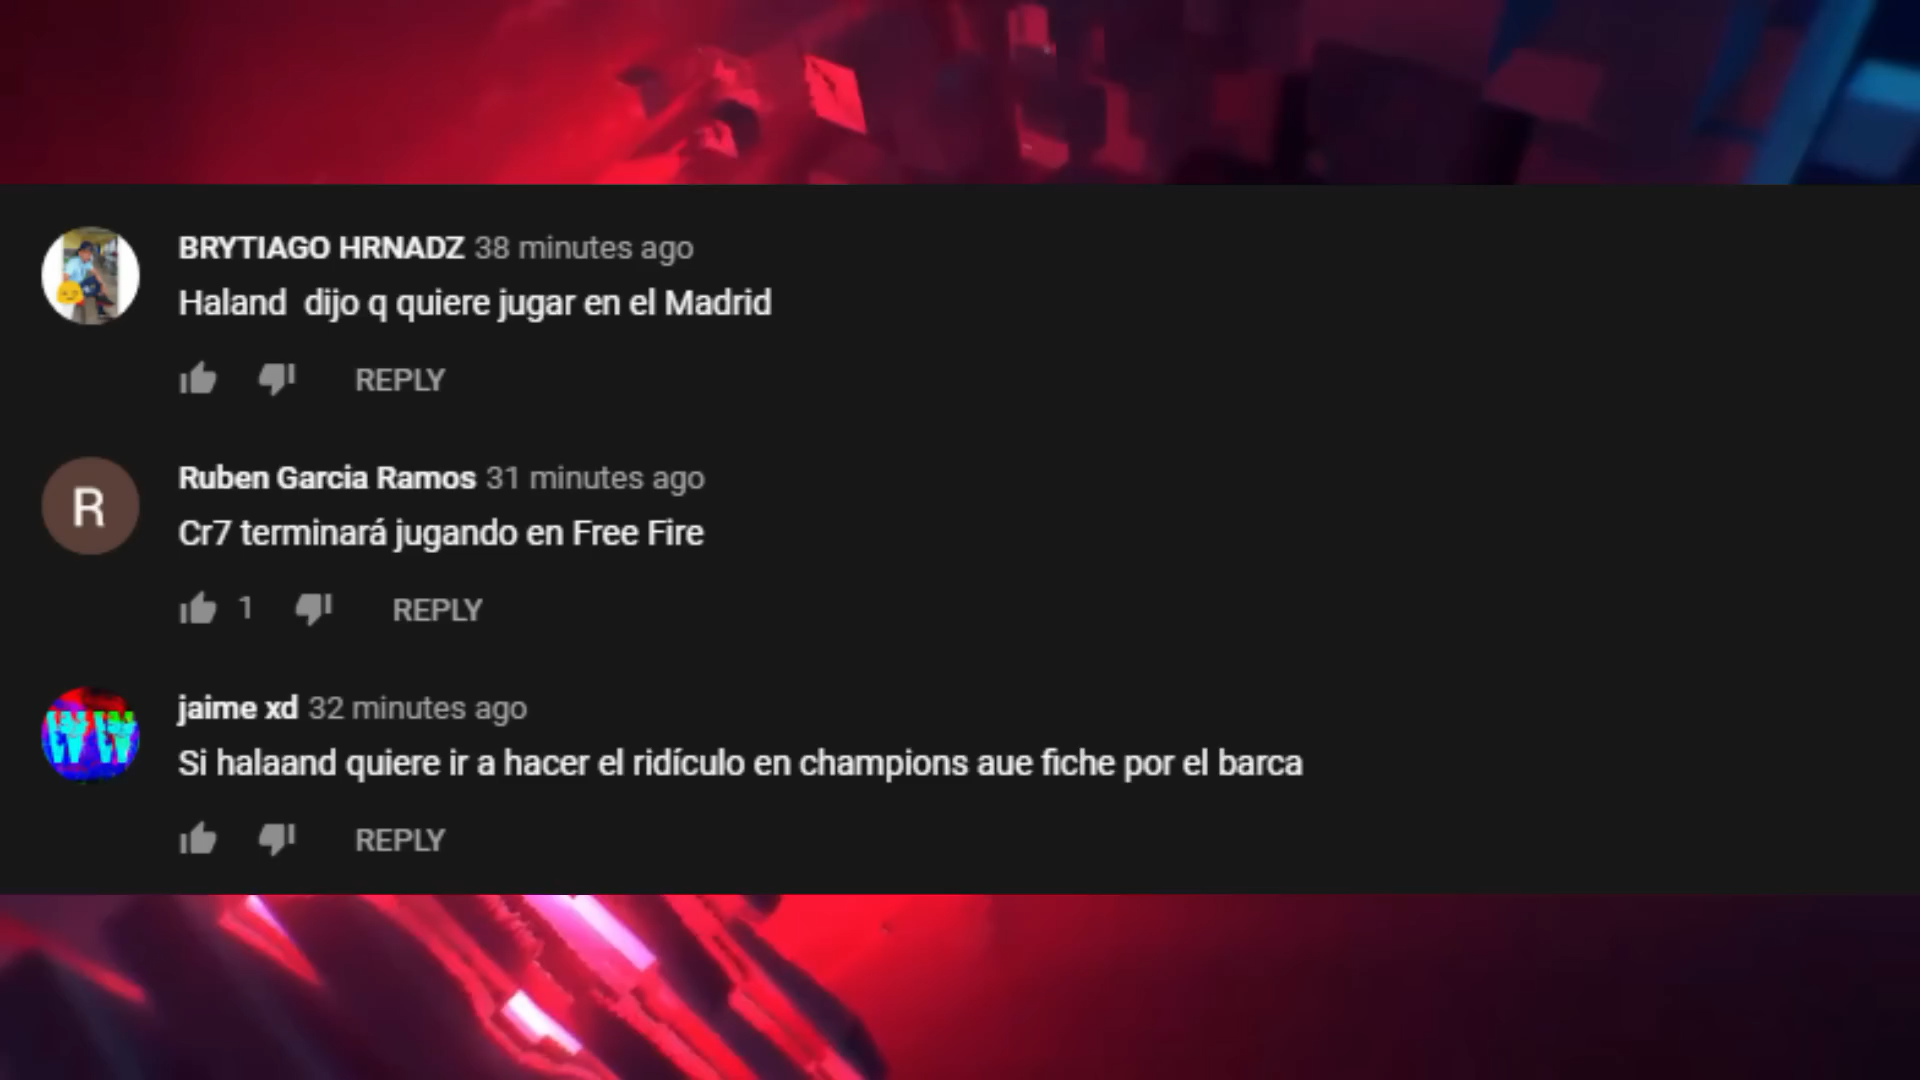 BRYTIAGO HRNADZ 38 minutes ago
Haland dijo q quiere jugar en el Madrid
REPLY
R
Ruben Garcia Ramos 31 minutes ago
Cr7 terminará jugando en Free Fire
1 REPLY
WW
jaime xd 32 minutes ago
Si halaand quiere ir a hacer el ridículo en champions aue fiche por el barca
REPLY